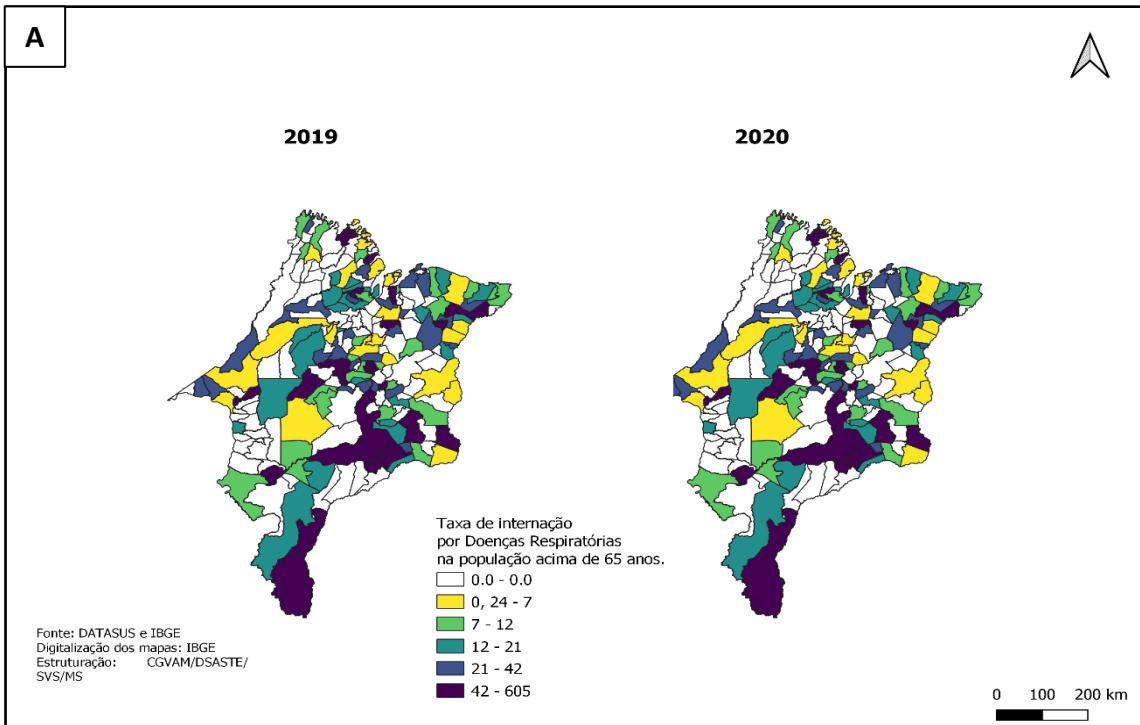 A
2019
2020
Taxa de internação
por Doenças Respiratórias
na população acima de 65 anos.
0.0 - 0.0
0, 24 - 7
7 - 12
12 - 21
21 - 42
42 - 605
Fonte: DATASUS e IBGE
Digitalização dos mapas: IBGE
Estruturação: CGVAM/DSASTE/
SVS/MS
0 100 200 km